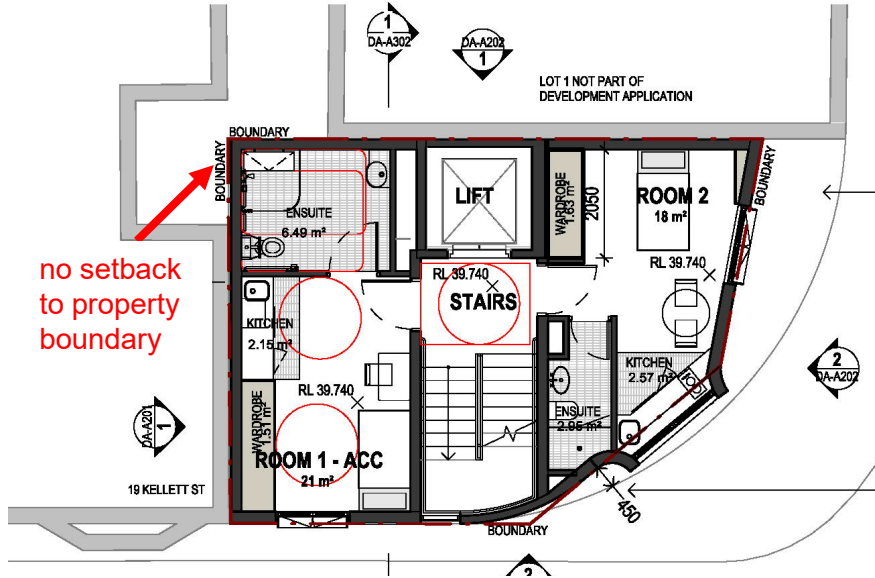 1
DA-A302
DA-A202
1
LOT 1 NOT PART OF
DEVELOPMENT APPLICATION
BOUNDARY
BOUNDARY
BOUNDARY
no setback
to property
boundary
ENSUITE
6.49 m²
LIFT
WARDROBE
1.63 m²
2050
ROOM 2
18 m²
RL 39.740
RL 39.740
STAIRS
KITCHEN
2.15 m²
RL 39.740
WARDROBE
1.51 m²
ROOM 1 - ACC
21 m²
KITCHEN
2.57 m²
ENSUITE
2.95 m²
2
DA-A202
1
DA-A201
19 KELLETT ST
450
BOUNDARY
2